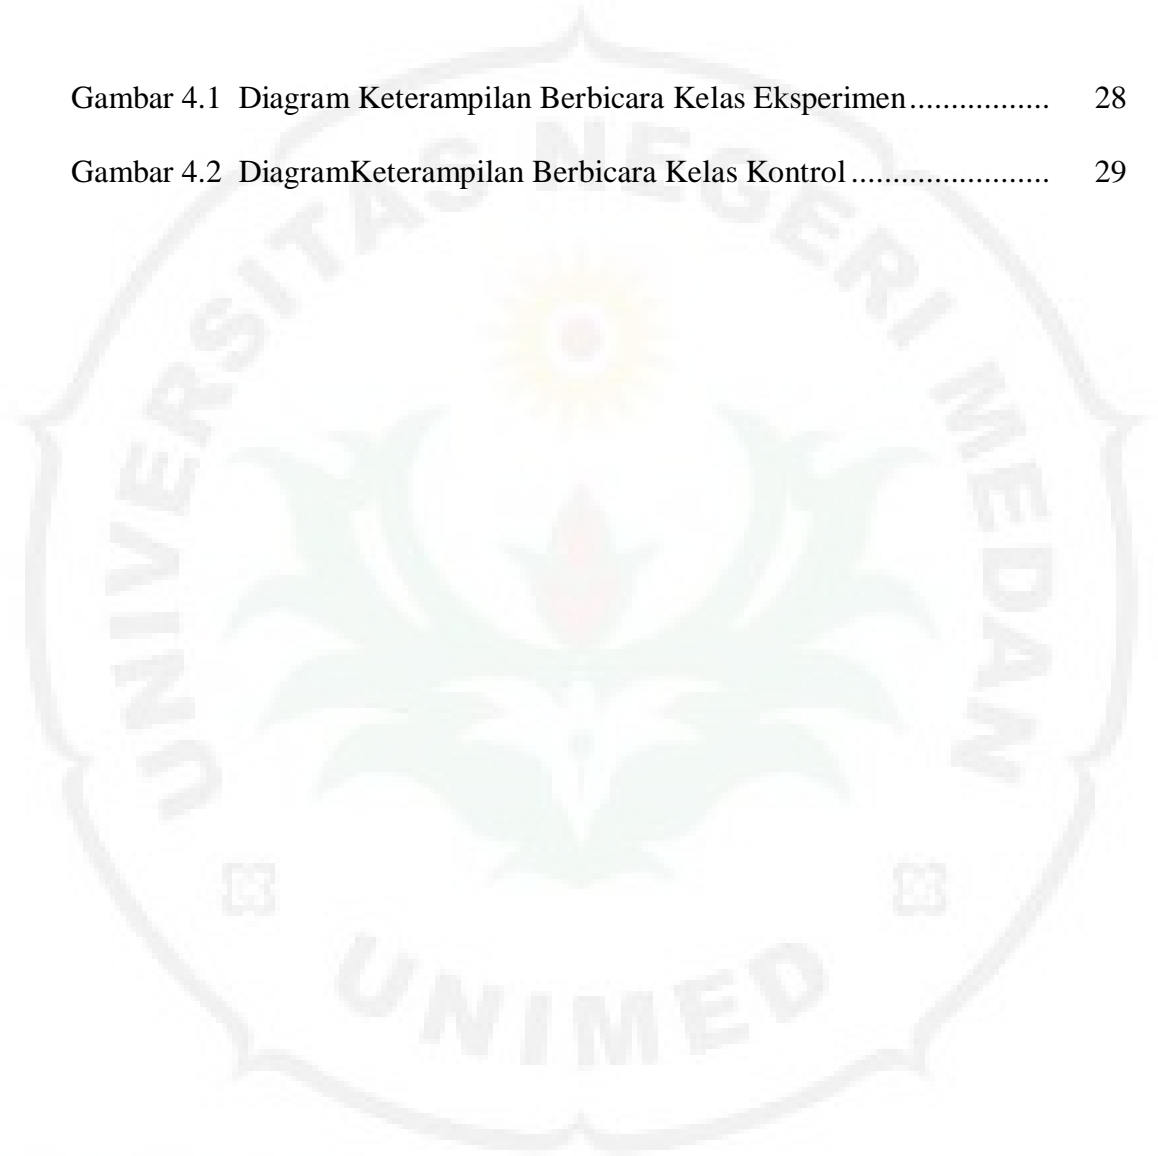 Gambar 4.1 Diagram Keterampilan Berbicara Kelas Eksperimen................. 28
Gambar 4.2 DiagramKeterampilan Berbicara Kelas Kontrol........................ 29
UNIVERSITAS NEGERI MEDAN
UNIMED